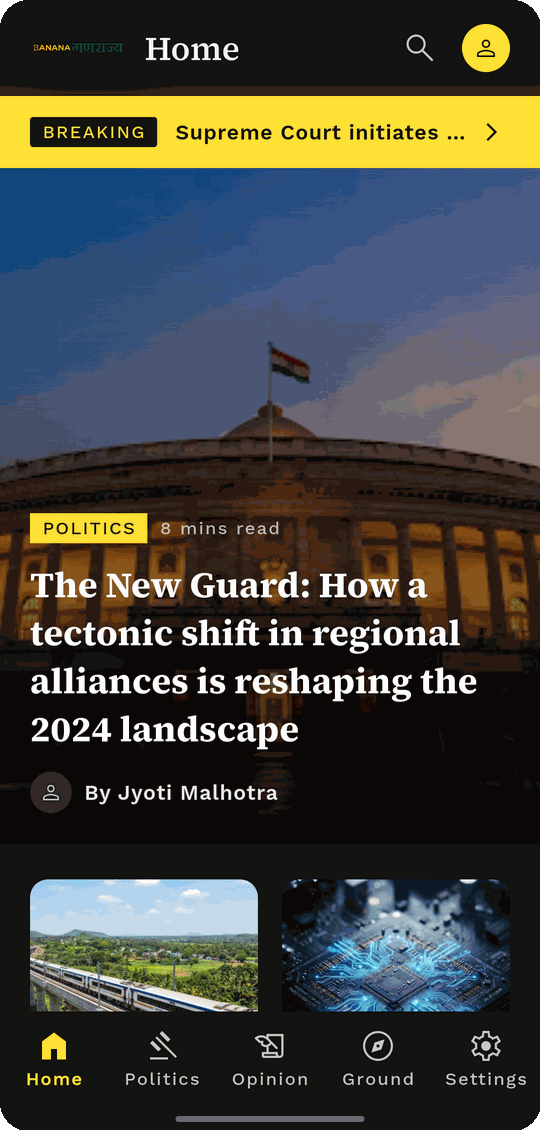 BANANA गणराज्य
Home
BREAKING
Supreme Court initiates ...
POLITICS
8 mins read
The New Guard: How a
tectonic shift in regional
alliances is reshaping the
2024 landscape
By Jyoti Malhotra
Home
Politics
Opinion
Ground
Settings